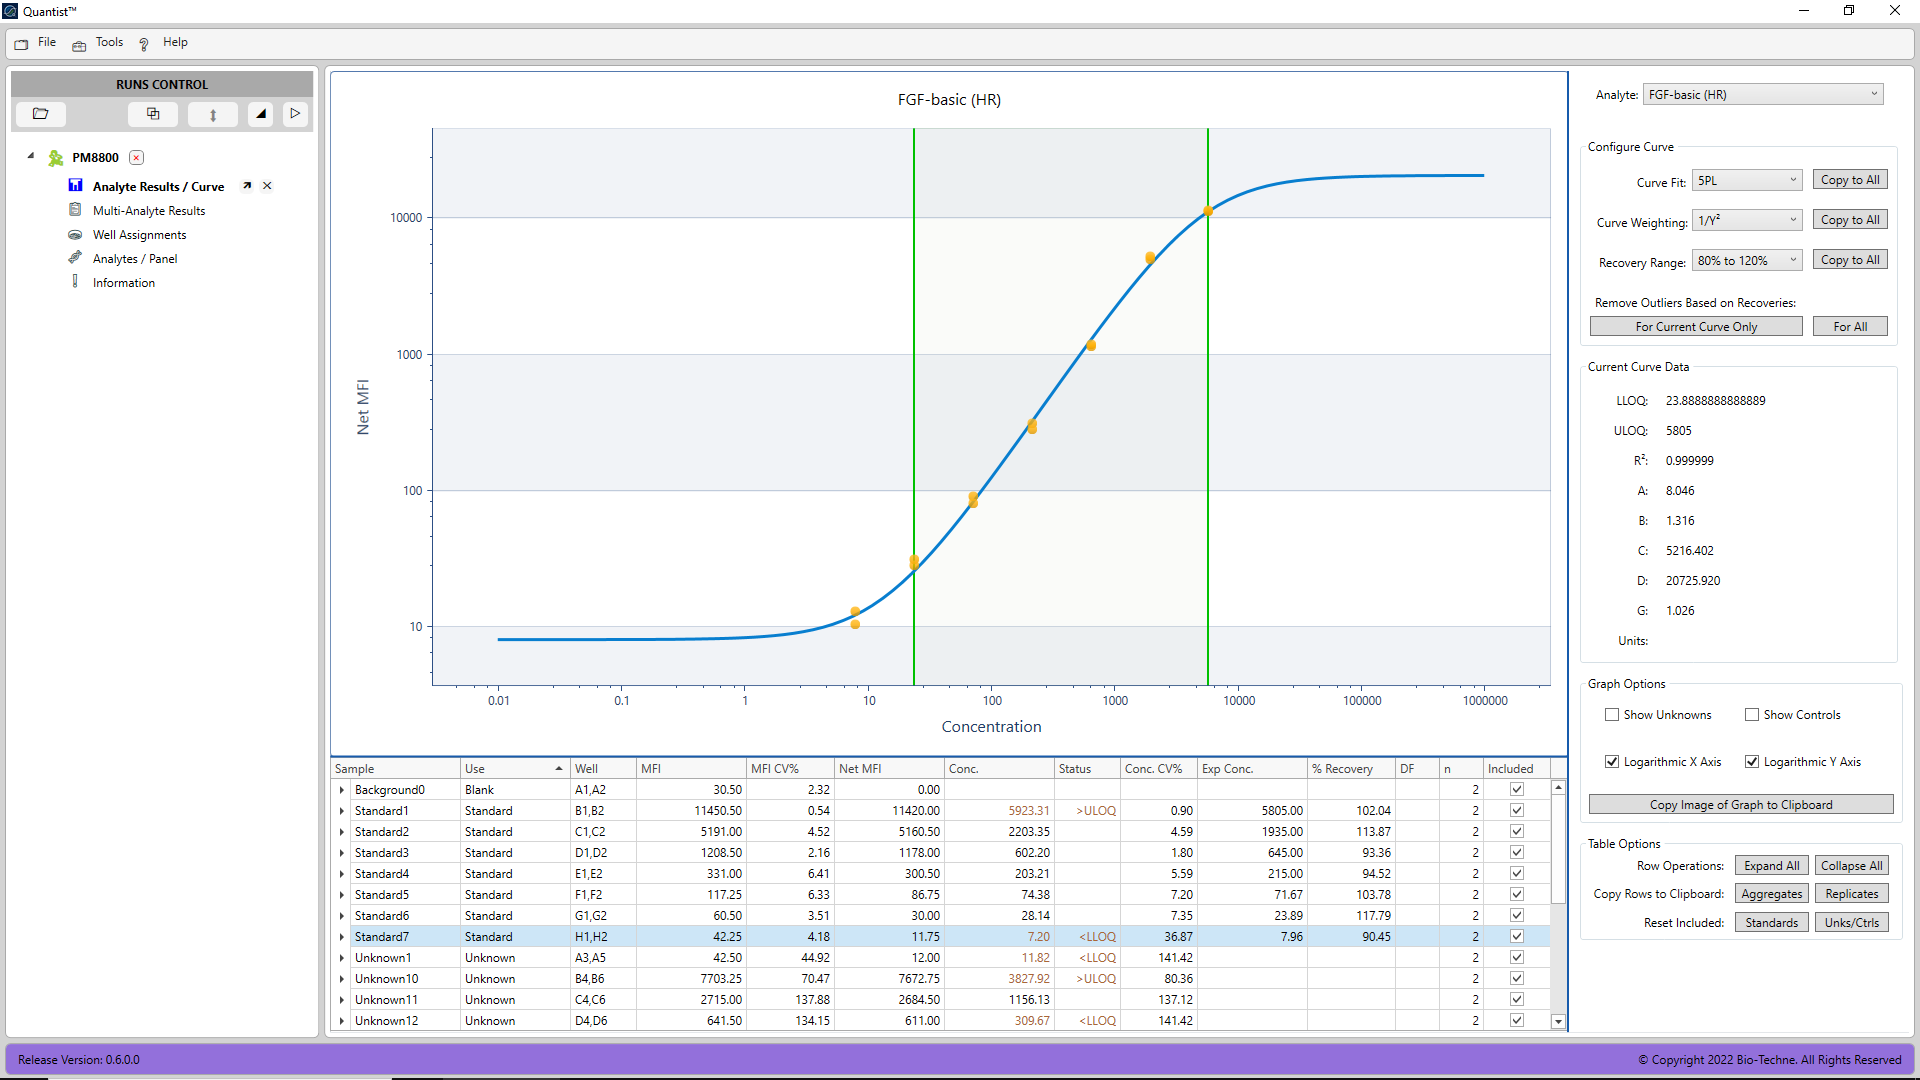 Quantist™
File Tools Help
RUNS CONTROL
PM8800
Analyte Results / Curve
Multi-Analyte Results
Well Assignments
Analytes / Panel
Information
FGF-basic (HR)
10000
1000
100
10
Net MFI
0.01 0.1 1 10 100 1000 10000 100000 1000000
Concentration
Sample Use Well MFI MFI CV% Net MFI Conc. Status Conc. CV% Exp Conc. % Recovery DF n Included
Background0 Blank A1,A2 30.50 2.32 0.00 2
Standard1 Standard B1,B2 11450.50 0.54 11420.00 5923.31 >ULOQ 0.90 5805.00 102.04 2
Standard2 Standard C1,C2 5191.00 4.52 5160.50 2203.35 4.59 1935.00 113.87 2
Standard3 Standard D1,D2 1208.50 2.16 1178.00 602.20 1.80 645.00 93.36 2
Standard4 Standard E1,E2 331.00 6.41 300.50 203.21 5.59 215.00 94.52 2
Standard5 Standard F1,F2 117.25 6.33 86.75 74.38 7.20 71.67 103.78 2
Standard6 Standard G1,G2 60.50 3.51 30.00 28.14 7.35 23.89 117.79 2
Standard7 Standard H1,H2 42.25 4.18 11.75 7.20 <LLOQ 36.87 7.96 90.45 2
Unknown1 Unknown A3,A5 42.50 44.92 12.00 11.82 <LLOQ 141.42 2
Unknown10 Unknown B4,B6 7703.25 70.47 7672.75 3827.92 >ULOQ 80.36 2
Unknown11 Unknown C4,C6 2715.00 137.88 2684.50 1156.13 137.12 2
Unknown12 Unknown D4,D6 641.50 134.15 611.00 309.67 <LLOQ 141.42 2
Analyte: FGF-basic (HR)
Configure Curve
Curve Fit: 5PL Copy to All
Curve Weighting: 1/Y² Copy to All
Recovery Range: 80% to 120% Copy to All
Remove Outliers Based on Recoveries:
For Current Curve Only For All
Current Curve Data
LLOQ: 23.8888888888889
ULOQ: 5805
R²: 0.999999
A: 8.046
B: 1.316
C: 5216.402
D: 20725.920
G: 1.026
Units:
Graph Options
Show Unknowns Show Controls
Logarithmic X Axis Logarithmic Y Axis
Copy Image of Graph to Clipboard
Table Options
Row Operations: Expand All Collapse All
Copy Rows to Clipboard: Aggregates Replicates
Reset Included: Standards Unks/Ctrls
Release Version: 0.6.0.0
© Copyright 2022 Bio-Techne. All Rights Reserved